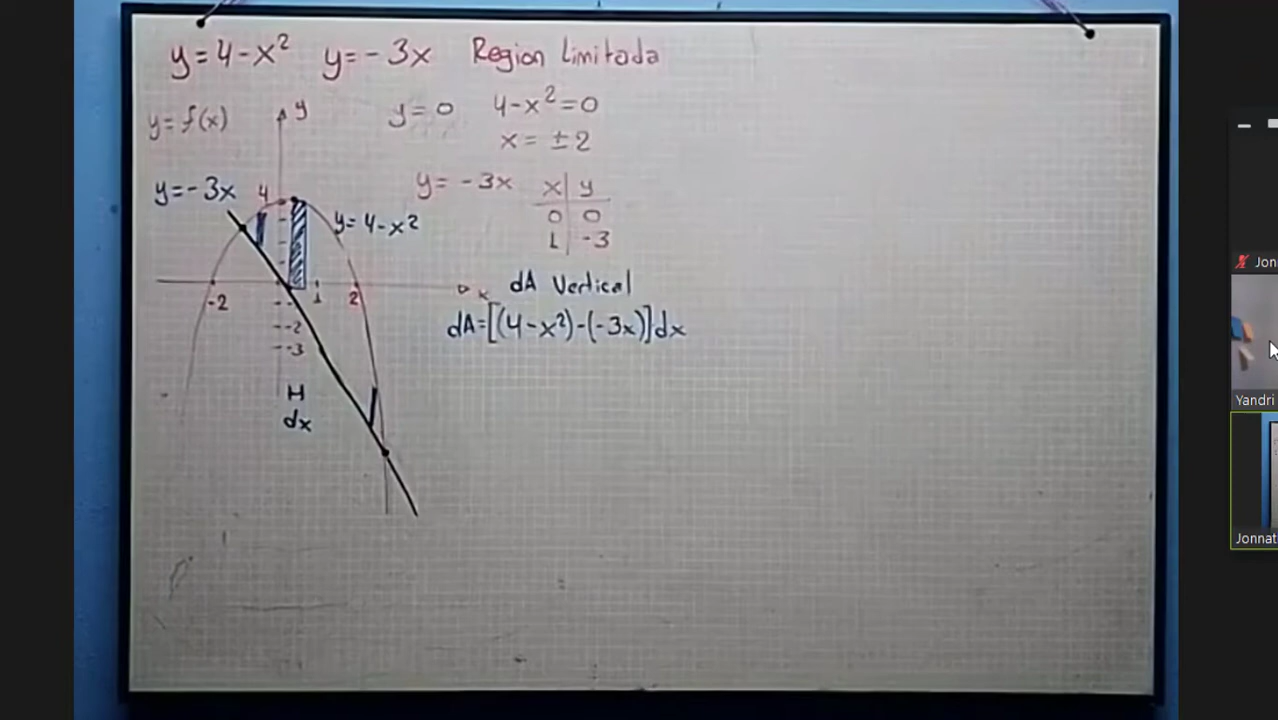 y=4-x² y=-3x Region Limitada
y=f(x) y y=0 4-x²=0
x=±2
y=-3x 4 y=-3x x y
y=4-x² 0 0
1 -3
-2 1 2 x dA Vertical
-2 dA=[(4-x²)-(-3x)]dx
-3
H
dx
Jon
Yandri
Jonnat